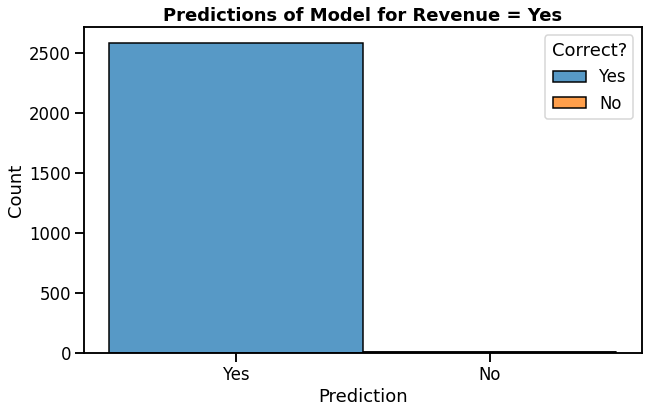 Predictions of Model for Revenue = Yes
Correct?
Yes
No
Count
2500
2000
1500
1000
500
0
Yes
No
Prediction